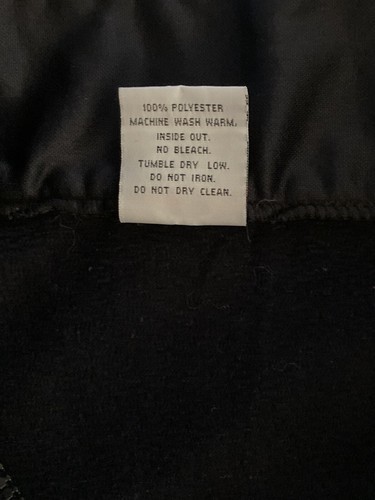 100% POLYESTER
MACHINE WASH WARM,
INSIDE OUT.
NO BLEACH.
TUMBLE DRY LOW.
DO NOT IRON.
DO NOT DRY CLEAN.